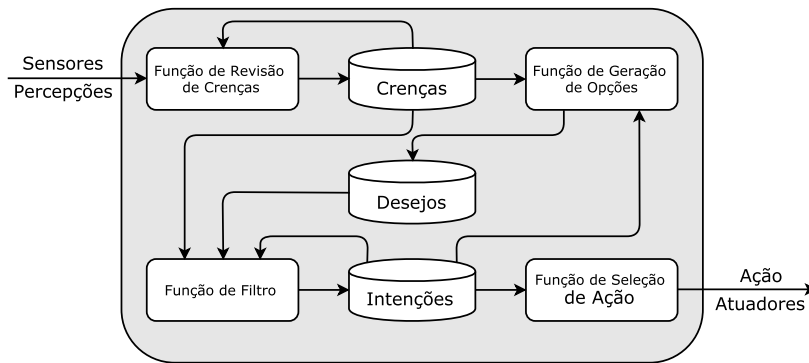 Sensores
Percepções
Função de Revisão
de Crenças
Crenças
Função de Geração
de Opções
Desejos
Função de Filtro
Intenções
Função de Seleção
de Ação
Ação
Atuadores